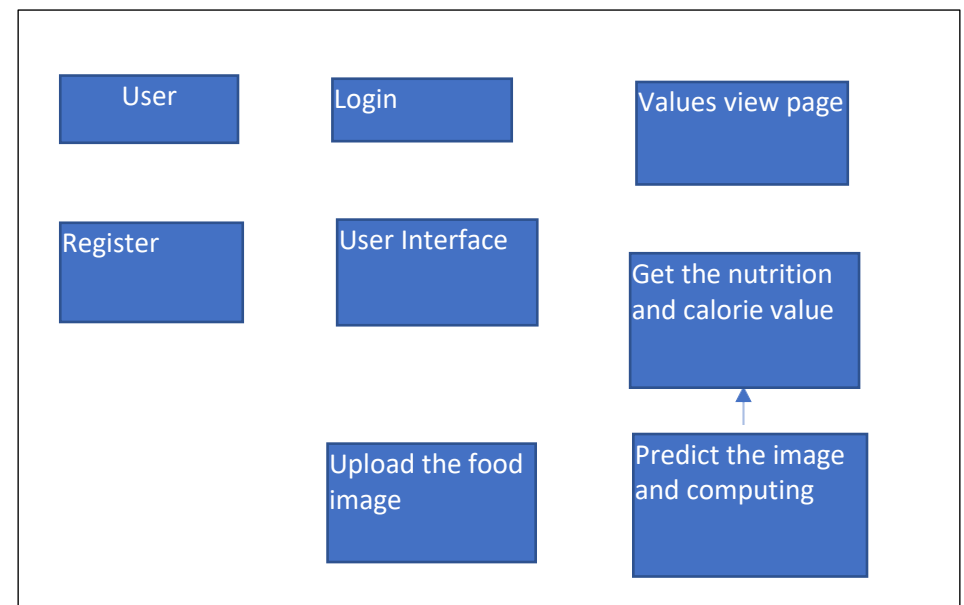 User
Login
Values view page
Register
User Interface
Get the nutrition
and calorie value
Upload the food
image
Predict the image
and computing